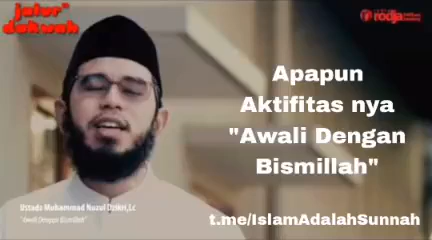 jalur"
dakwah
rodja
Apapun
Aktifitas nya
"Awali Dengan
Bismillah"
Ustadz Muhammad Nuzul Dzikri,Lc
"Awali Dengan Bismillah"
t.me/IslamAdalahSunnah